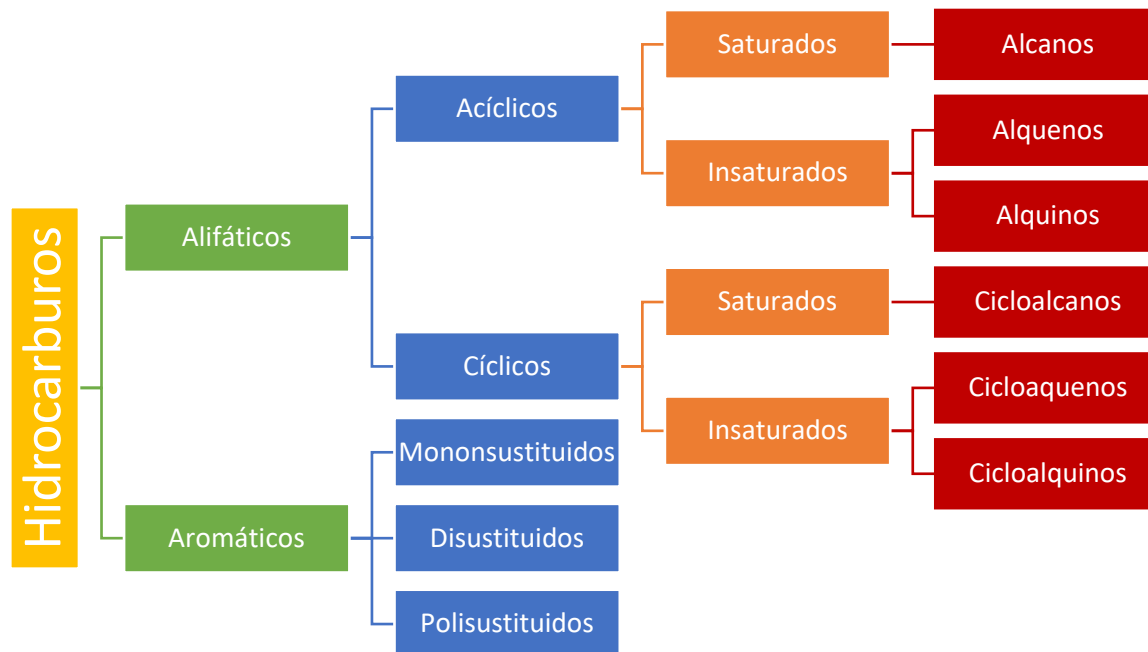 Hidrocarburos
Alifáticos
Acíclicos
Saturados
Alcanos
Insaturados
Alquenos
Alquinos
Cíclicos
Saturados
Cicloalcanos
Insaturados
Cicloaquenos
Cicloalquinos
Aromáticos
Mononsustituidos
Disustituidos
Polisustituidos